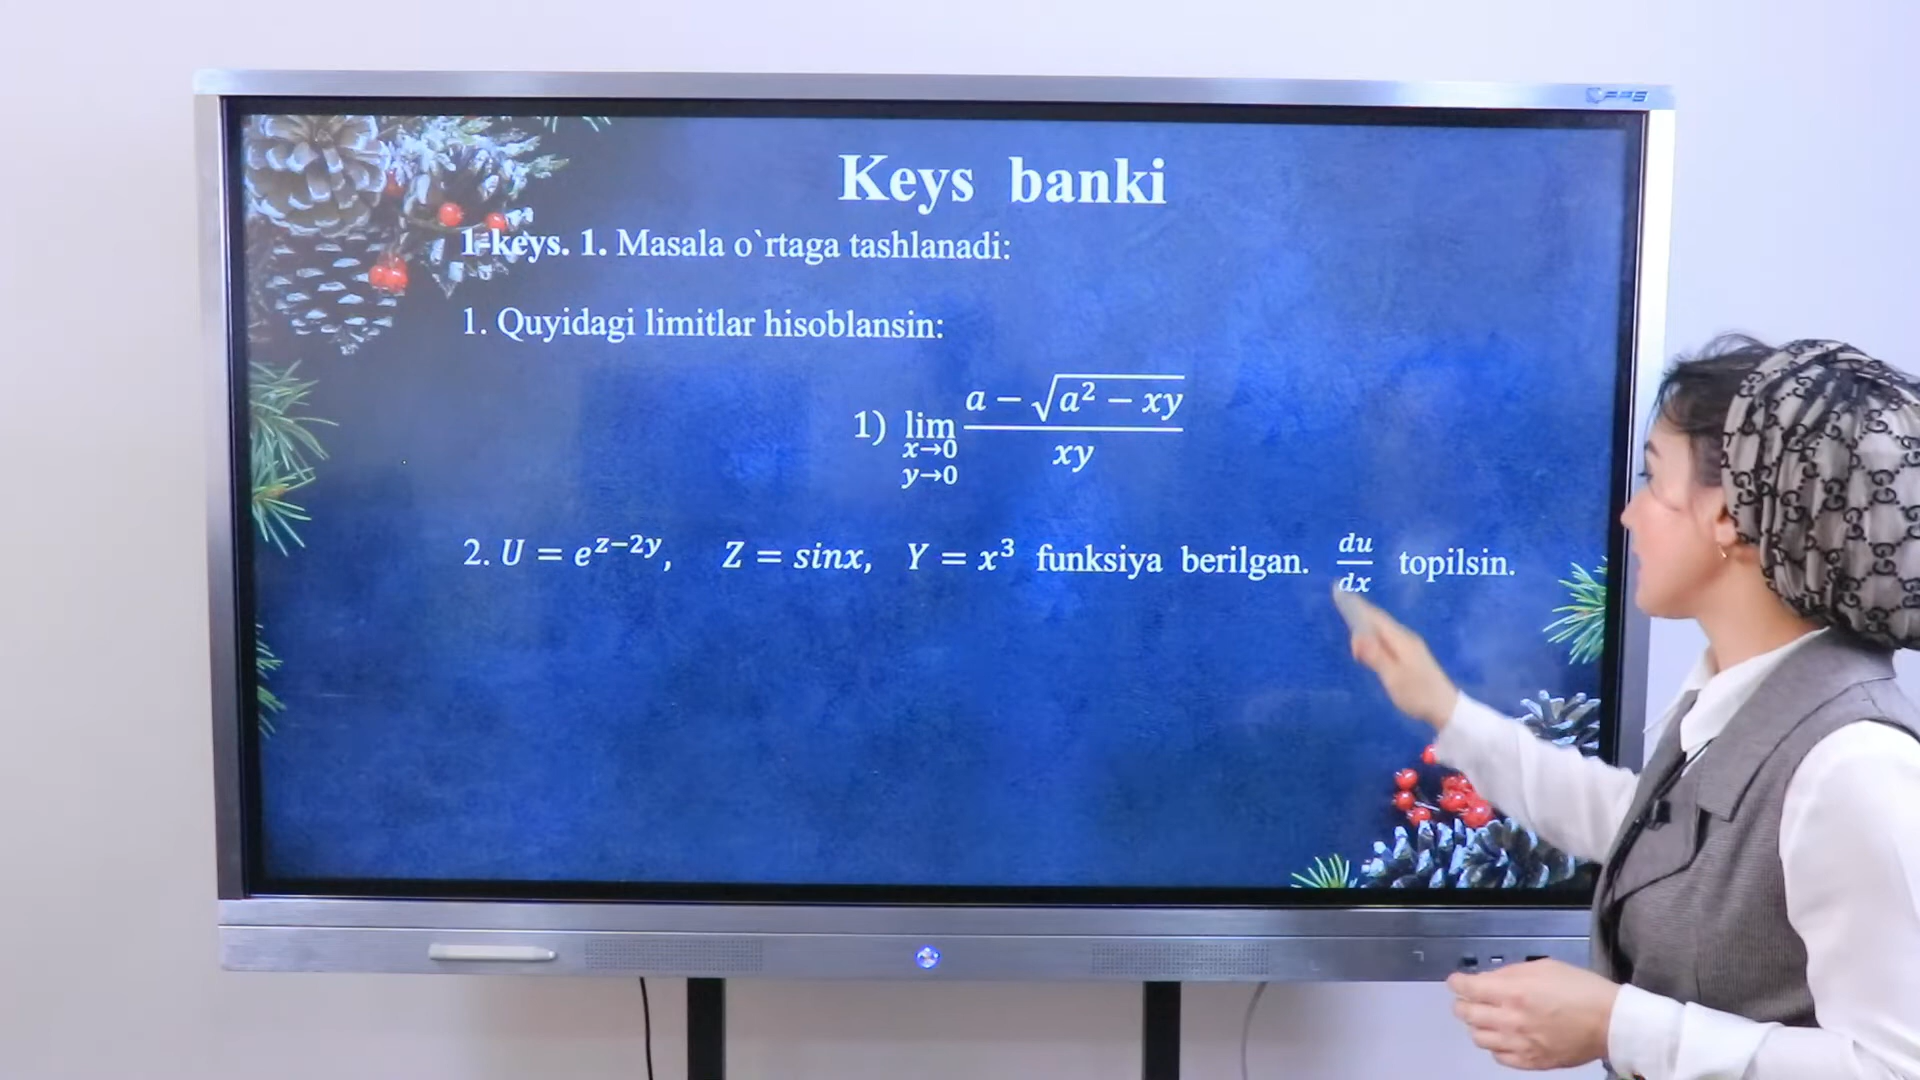 Keys banki
1-keys. 1. Masala o`rtaga tashlanadi:
1. Quyidagi limitlar hisoblansin:
1) lim x→0 y→0 (a − √(a² − xy)) / xy
2. U = e^(z−2y), Z = sinx, Y = x³ funksiya berilgan. du/dx topilsin.